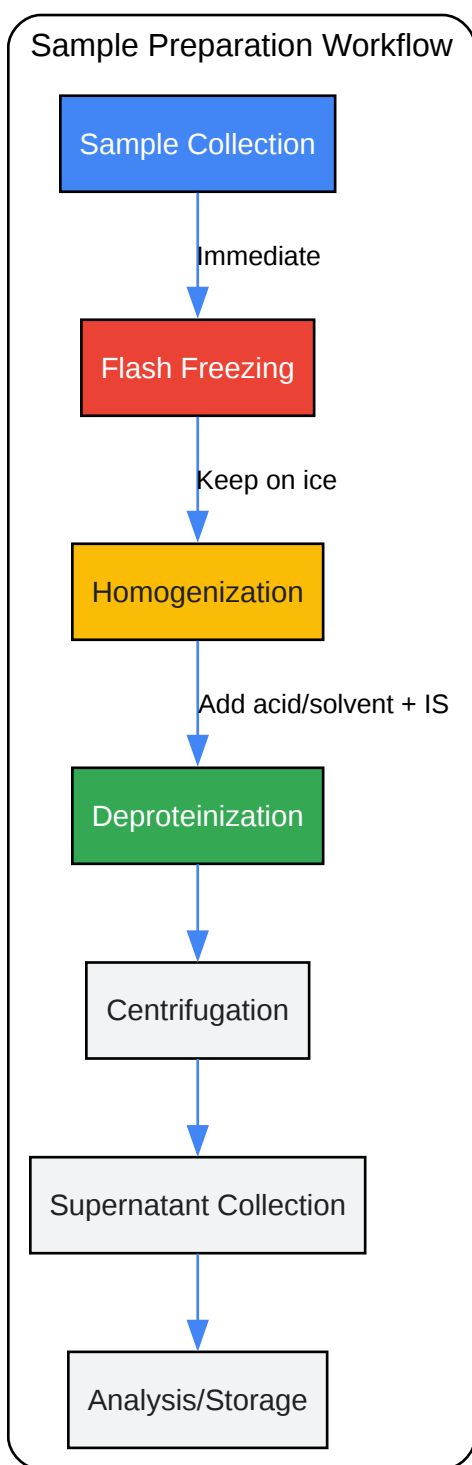 Sample Preparation Workflow
Sample Collection
Immediate
Flash Freezing
Keep on ice
Homogenization
Add acid/solvent + IS
Deproteinization
Centrifugation
Supernatant Collection
Analysis/Storage